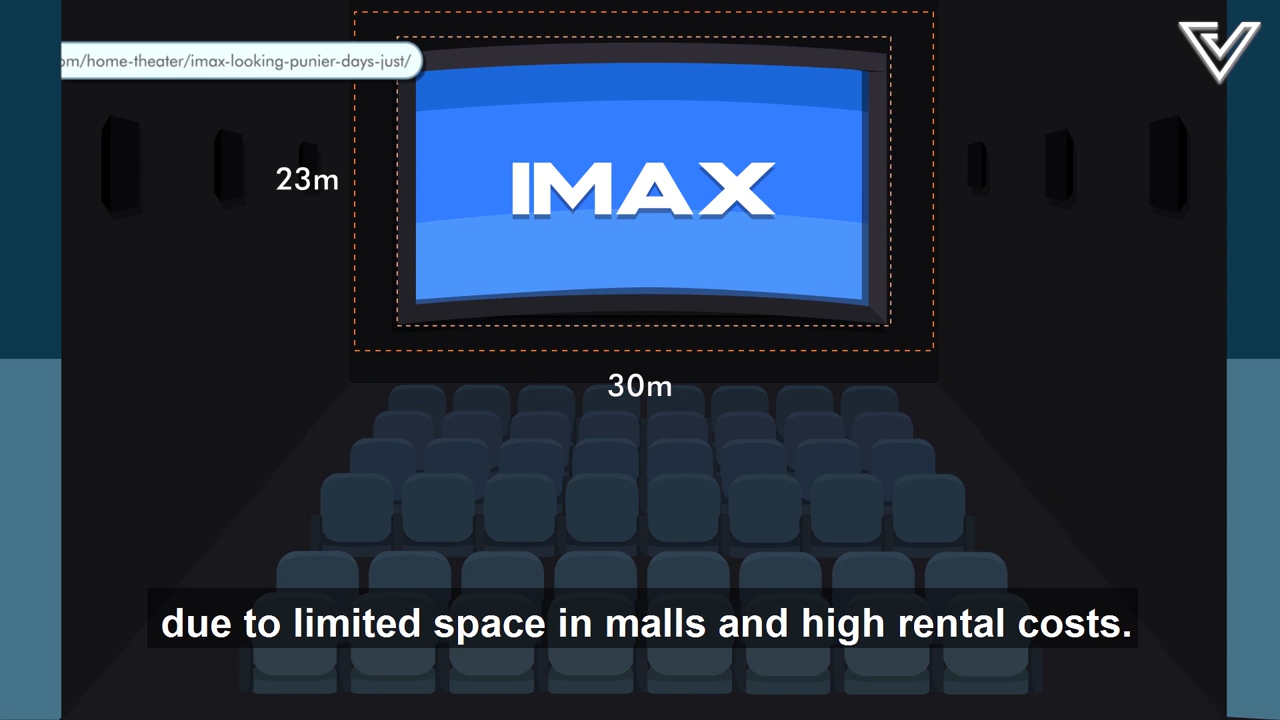 om/home-theater/imax-looking-punier-days-just/
23m
IMAX
30m
due to limited space in malls and high rental costs.